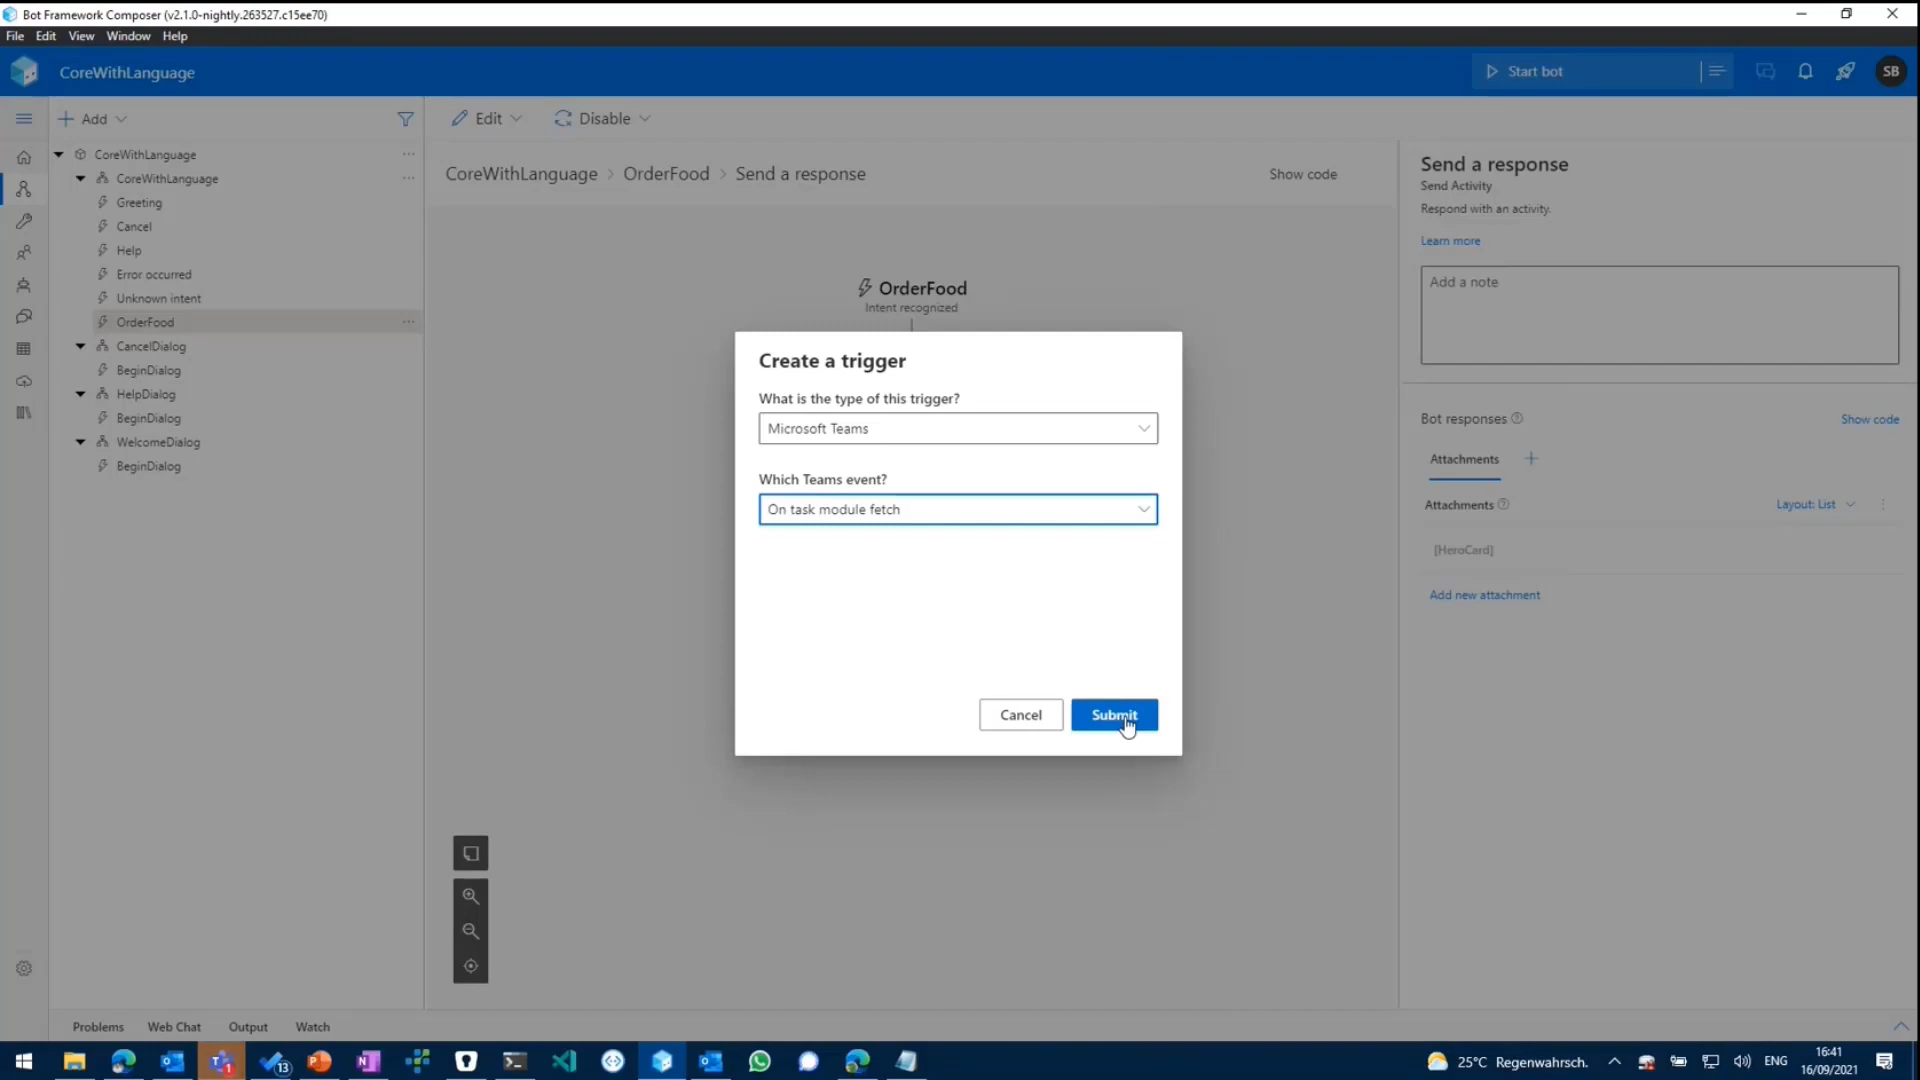 Bot Framework Composer (v2.1.0-nightly.263527.c15ee70)
File Edit View Window Help
CoreWithLanguage
Start bot
SB
Add
Edit
Disable
CoreWithLanguage
CoreWithLanguage
Greeting
Cancel
Help
Error occurred
Unknown intent
OrderFood
CancelDialog
BeginDialog
HelpDialog
BeginDialog
WelcomeDialog
BeginDialog
CoreWithLanguage > OrderFood > Send a response
Show code
OrderFood
Intent recognized
Create a trigger
What is the type of this trigger?
Microsoft Teams
Which Teams event?
On task module fetch
Cancel
Submit
Send a response
Send Activity
Respond with an activity.
Learn more
Add a note
Bot responses
Show code
Attachments
Attachments
Layout: List
[HeroCard]
Add new attachment
Problems Web Chat Output Watch
1
13
25°C Regenwahrsch.
ENG
16:41
16/09/2021